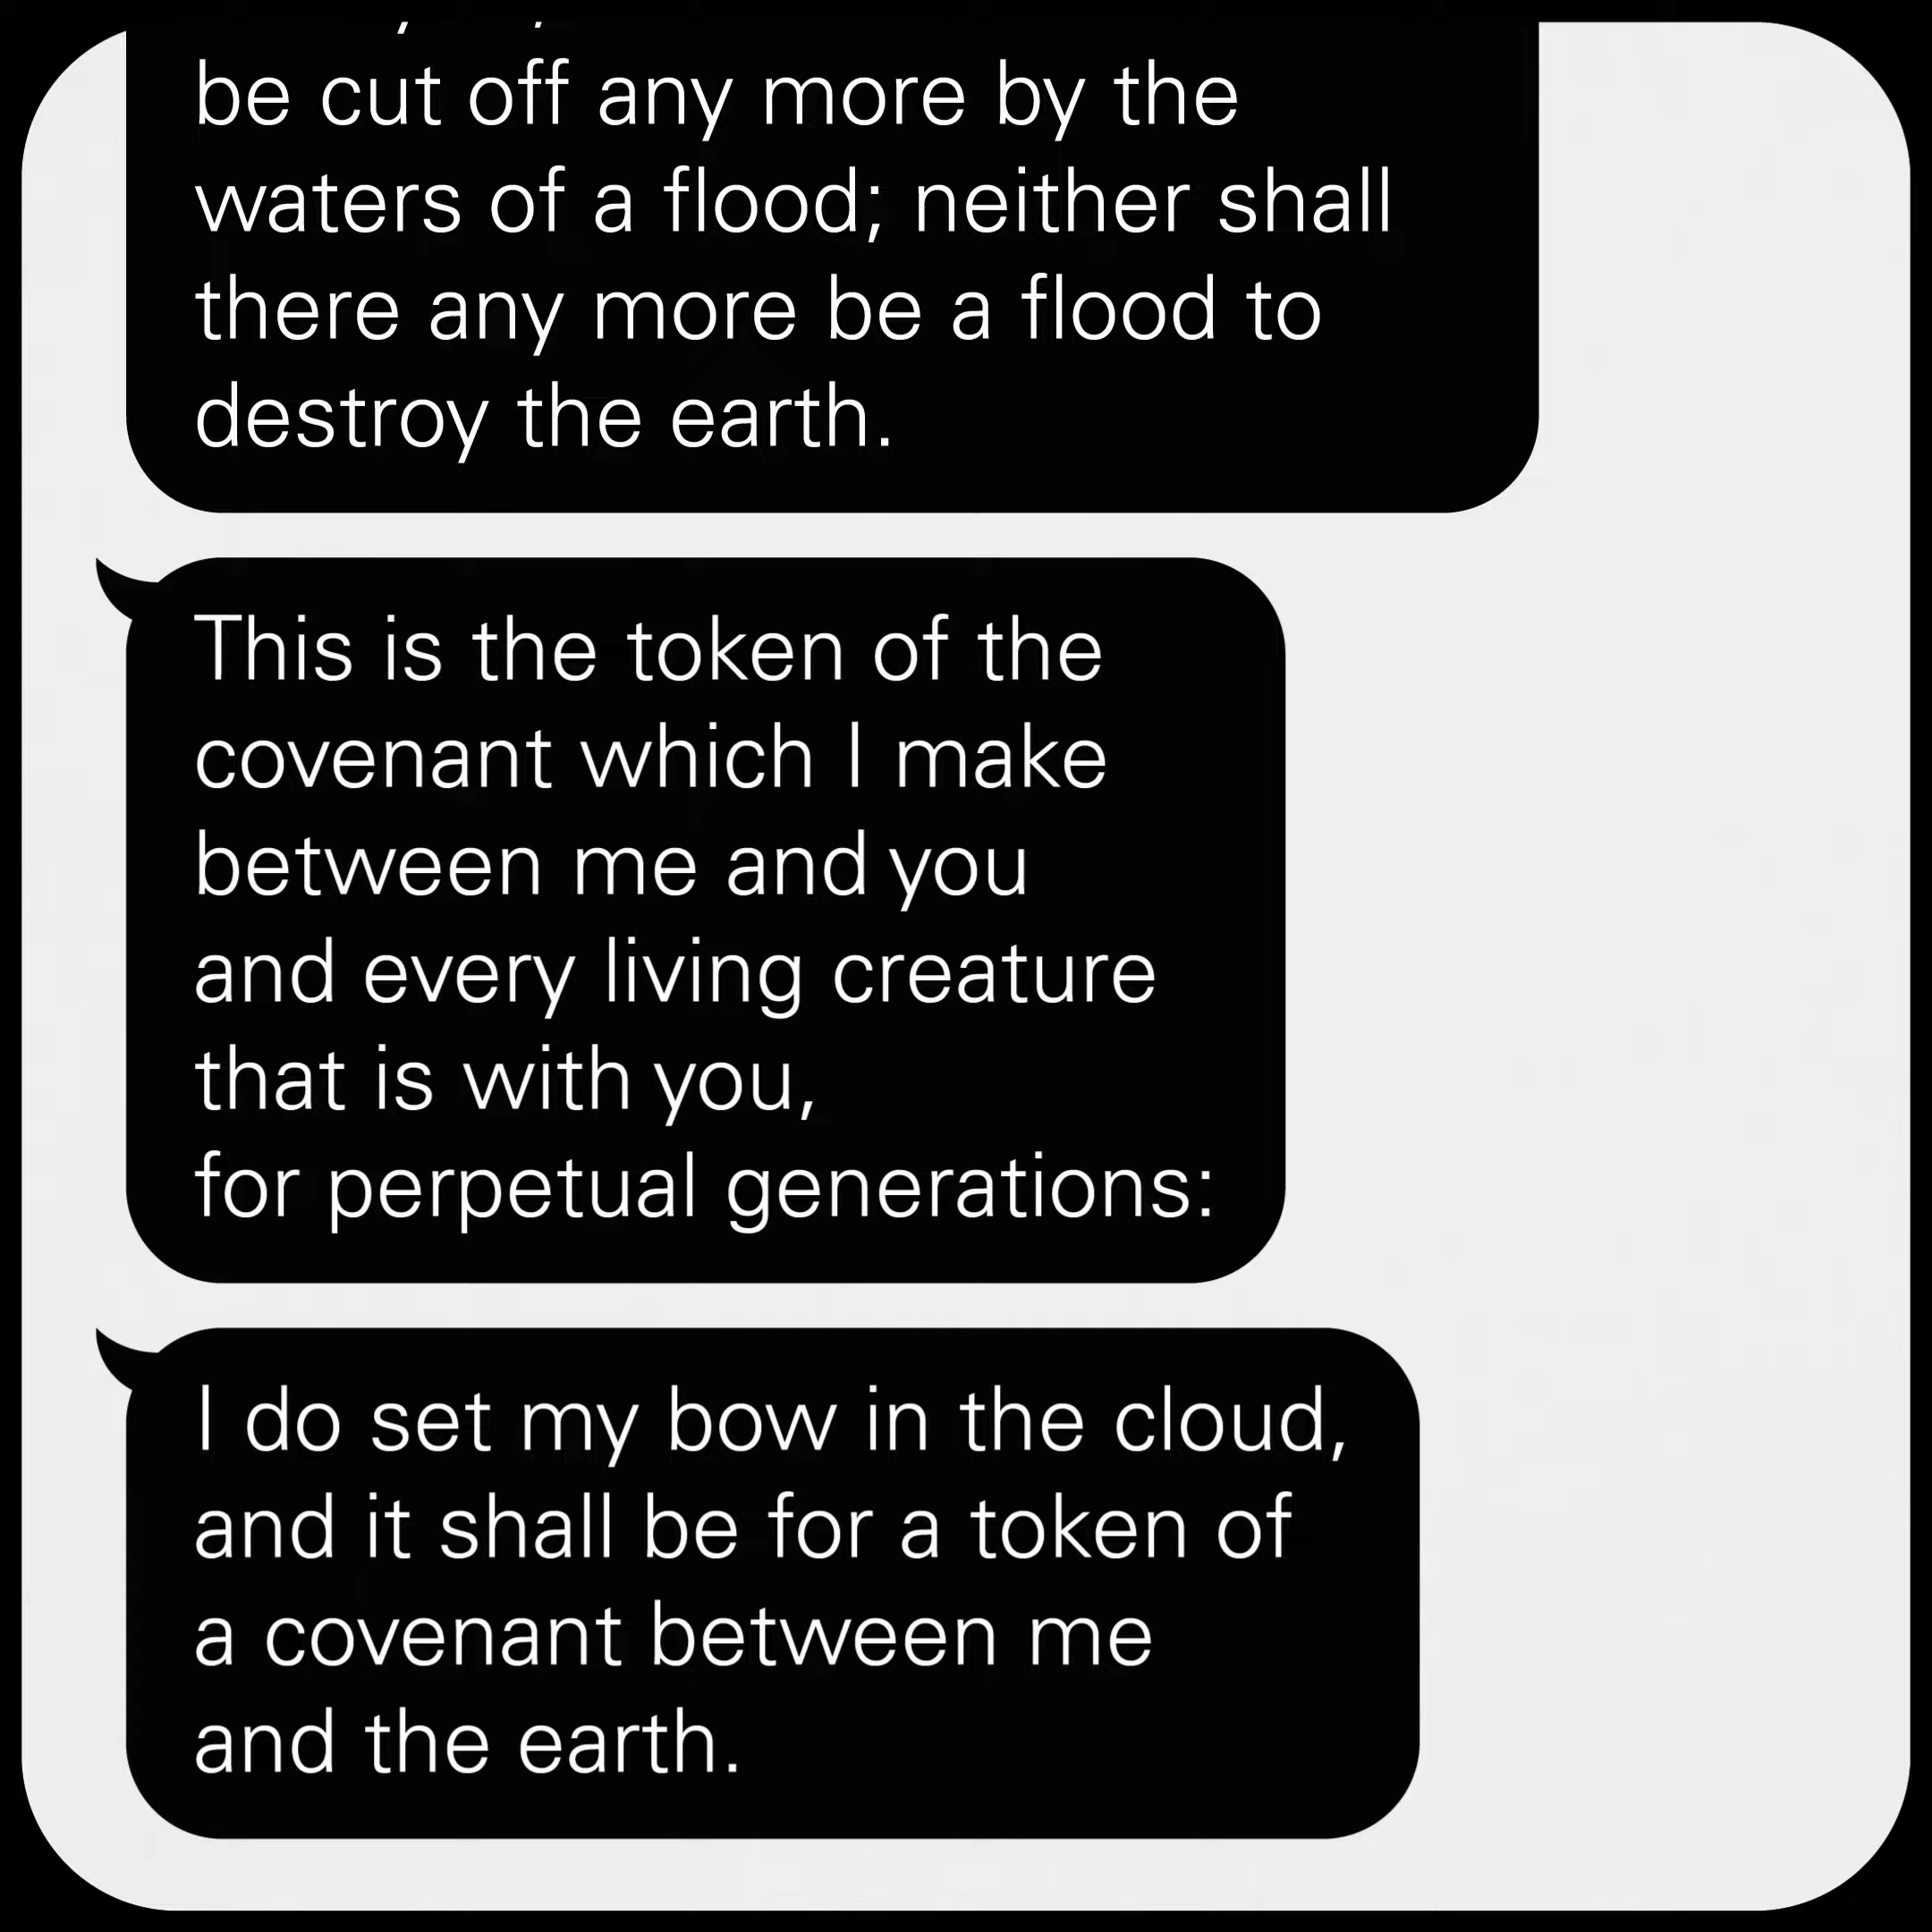 be cut off any more by the
waters of a flood; neither shall
there any more be a flood to
destroy the earth.
This is the token of the
covenant which I make
between me and you
and every living creature
that is with you,
for perpetual generations:
I do set my bow in the cloud,
and it shall be for a token of
a covenant between me
and the earth.